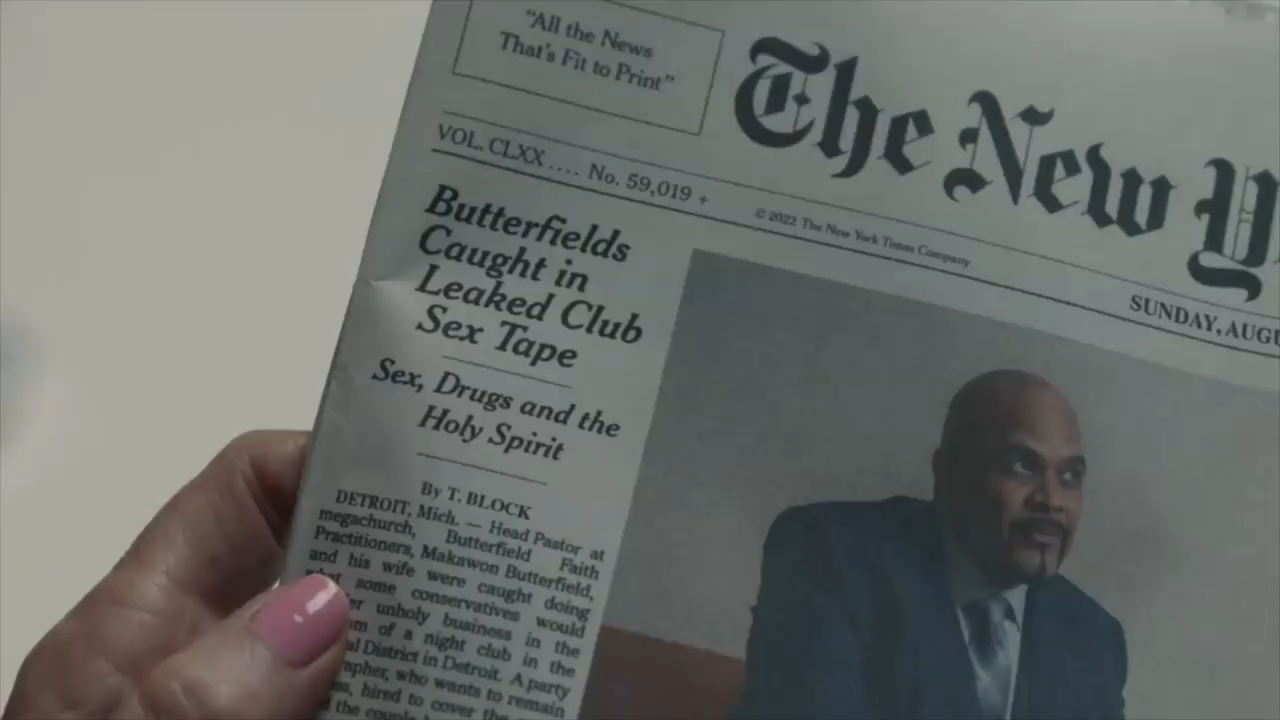 "All the News
That's Fit to Print"
The New
VOL. CLXX .... No. 59,019 +
© 2022 The New York Times Company
SUNDAY,
Butterfields
Caught in
Leaked Club
Sex Tape
Sex, Drugs and the
Holy Spirit
By T. BLOCK
DETROIT, Mich. — Head Pastor at
megachurch, Butterfield Faith
Practitioners, Makawon Butterfield,
and his wife were caught doing
what some conservatives would
unholy business in the
of a night club in the
District in Detroit. A party
who wants to remain
hired to cover the
the couple